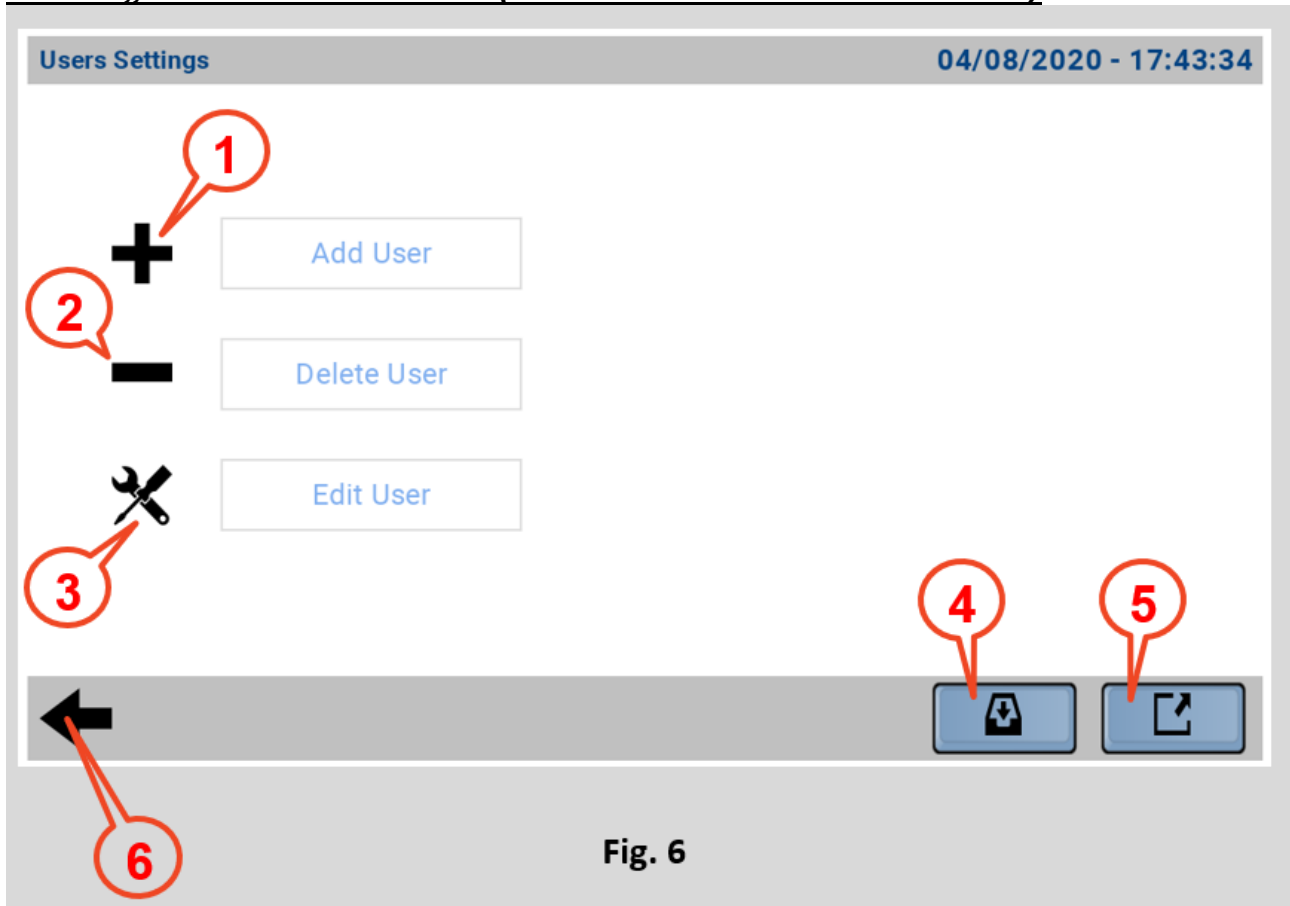 Users Settings
04/08/2020 - 17:43:34
1
Add User
2
Delete User
Edit User
3
4
5
6
Fig. 6